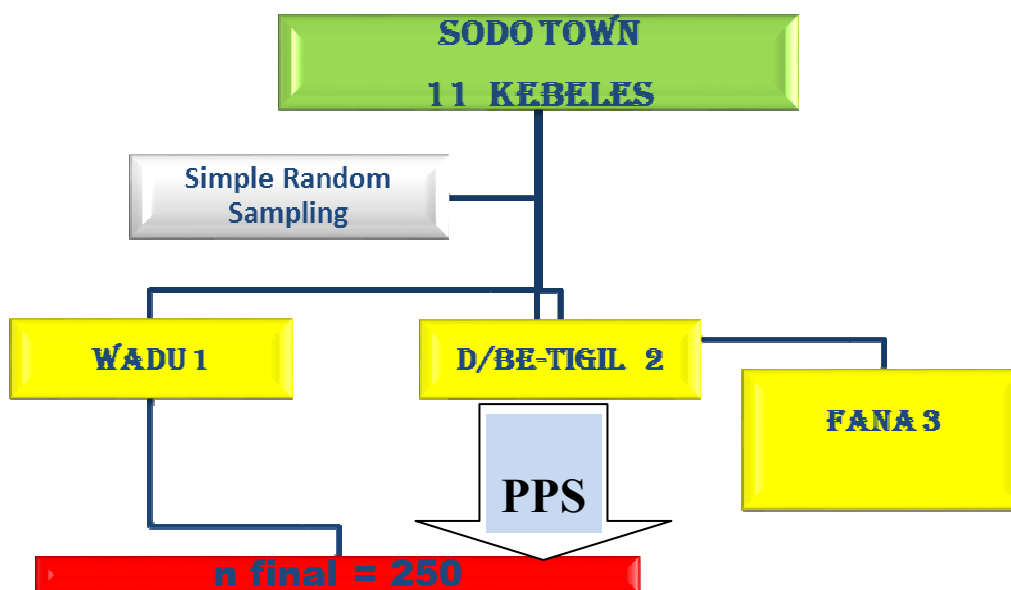 SODO TOWN
11 KEBELES
Simple Random
Sampling
WADU 1
D/BE-TIGIL 2
FANA 3
PPS
n final = 250